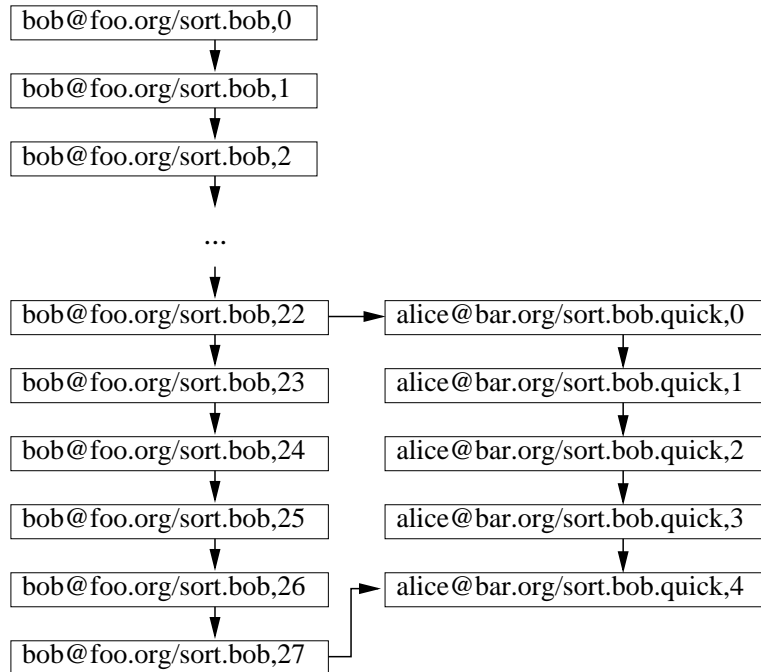 bob@foo.org/sort.bob,0
bob@foo.org/sort.bob,1
bob@foo.org/sort.bob,2
...
bob@foo.org/sort.bob,22
alice@bar.org/sort.bob.quick,0
bob@foo.org/sort.bob,23
alice@bar.org/sort.bob.quick,1
bob@foo.org/sort.bob,24
alice@bar.org/sort.bob.quick,2
bob@foo.org/sort.bob,25
alice@bar.org/sort.bob.quick,3
bob@foo.org/sort.bob,26
alice@bar.org/sort.bob.quick,4
bob@foo.org/sort.bob,27